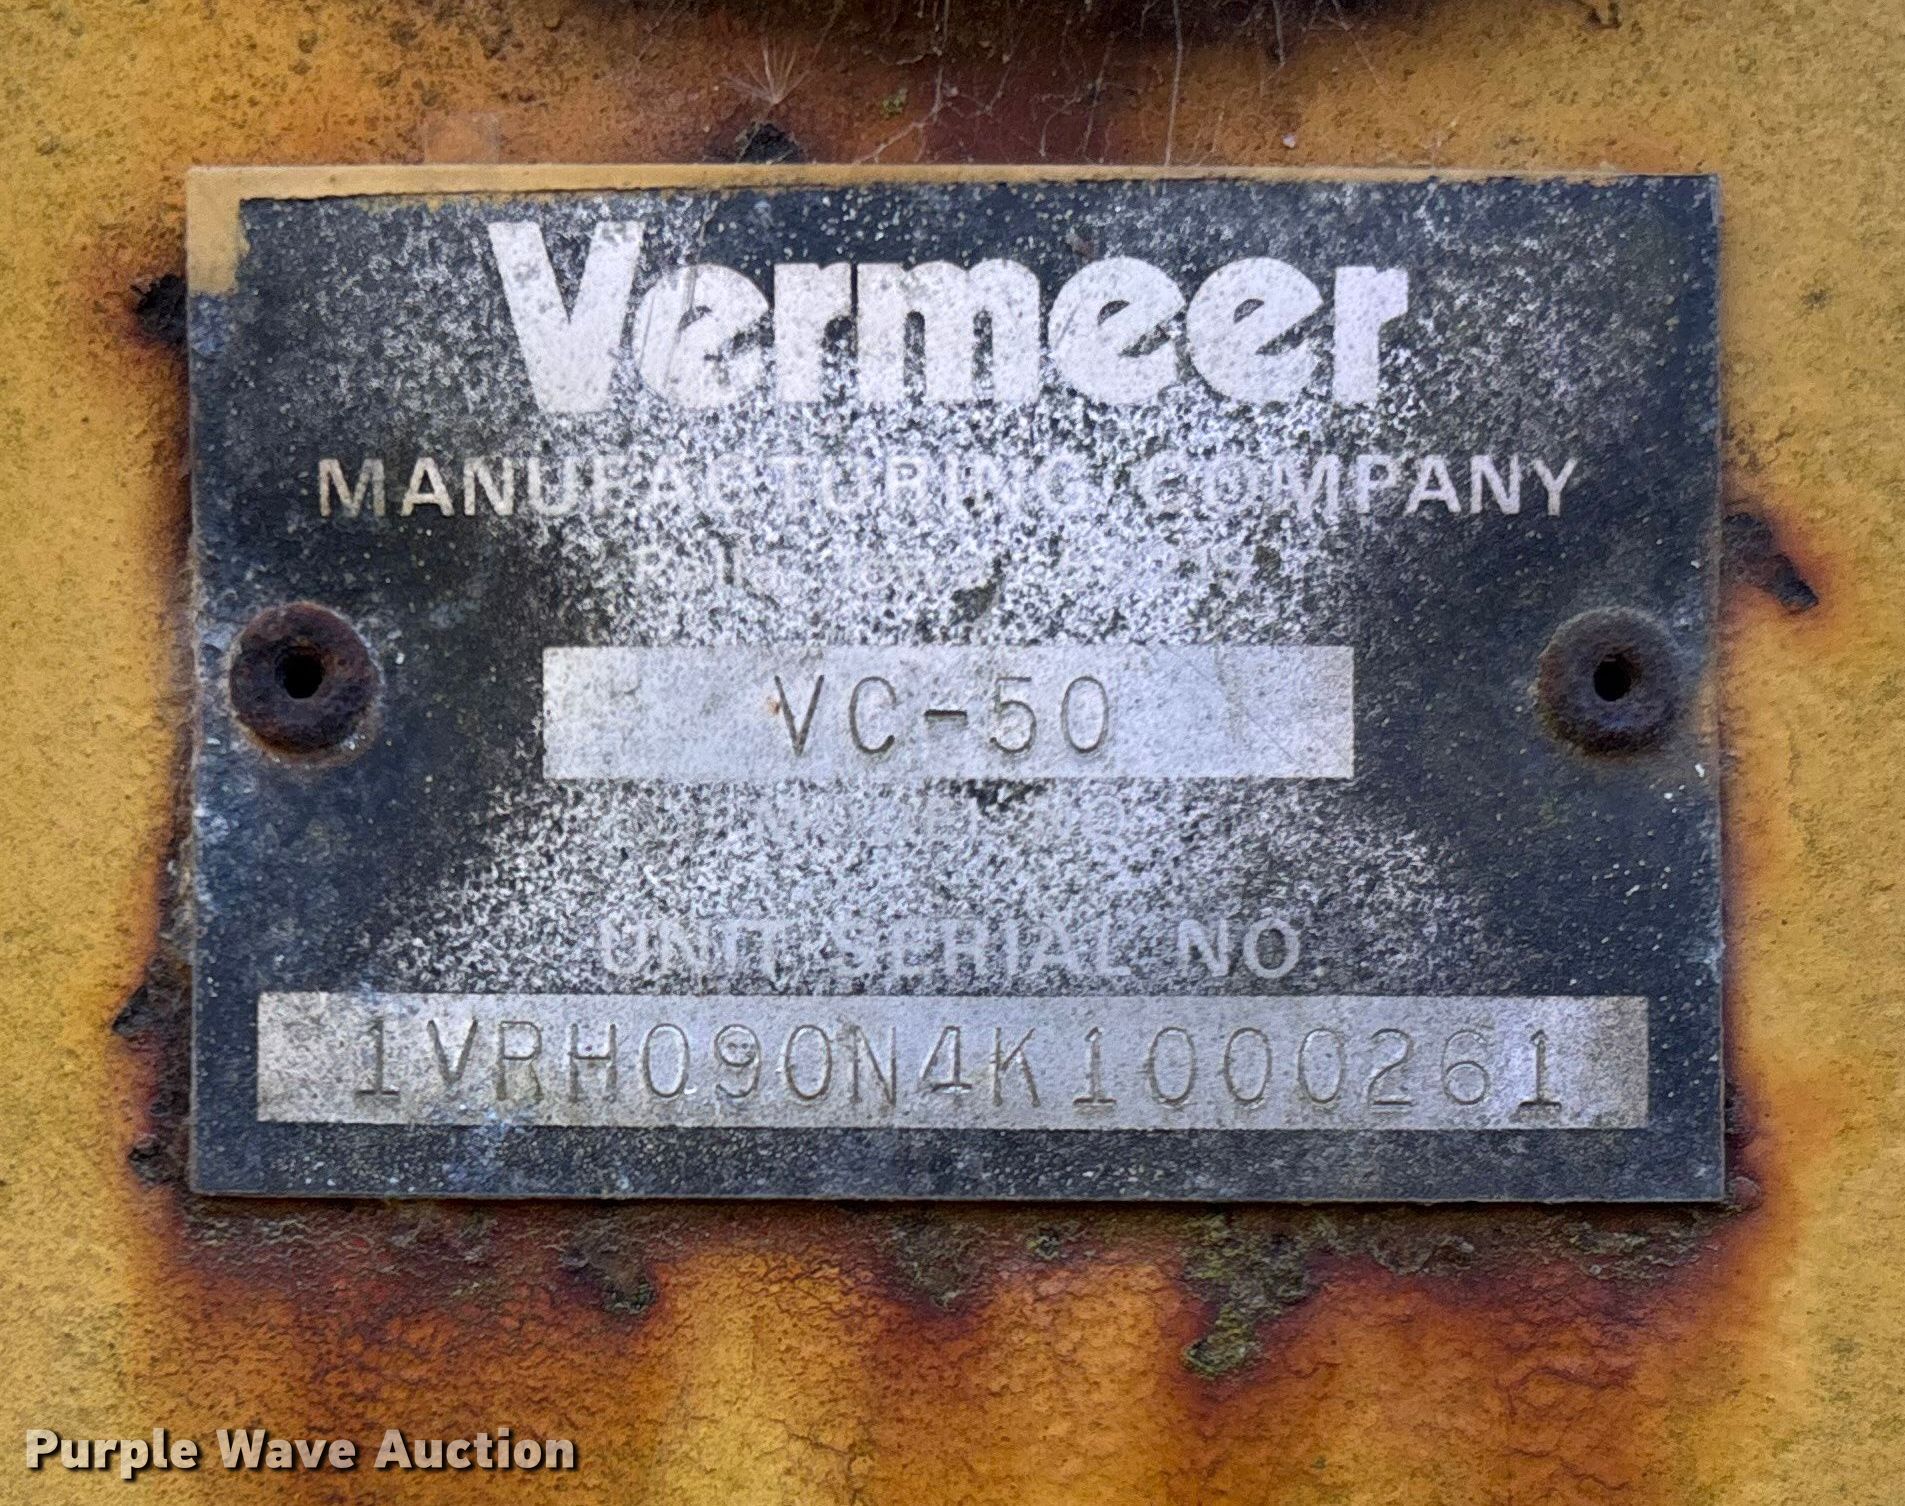 Vermeer
MANUFACTURING COMPANY
VC-50
UNIT SERIAL NO.
1VRH090N4K1000261
Purple Wave Auction